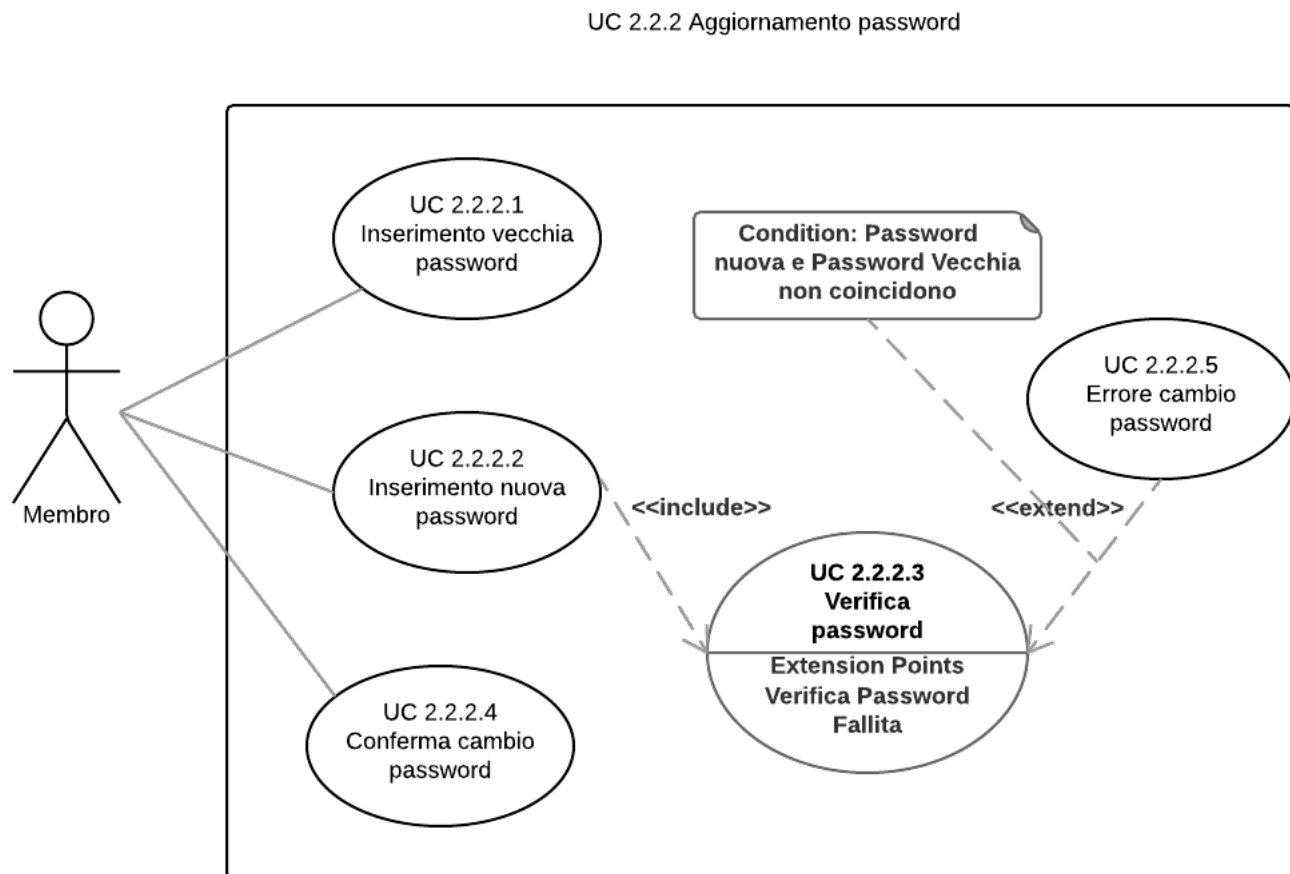 UC 2.2.2 Aggiornamento password
UC 2.2.2.1
Inserimento vecchia
password
Condition: Password
nuova e Password Vecchia
non coincidono
UC 2.2.2.5
Errore cambio
password
UC 2.2.2.2
Inserimento nuova
password
Membro
<<include>>
<<extend>>
UC 2.2.2.3
Verifica
password
Extension Points
Verifica Password
Fallita
UC 2.2.2.4
Conferma cambio
password